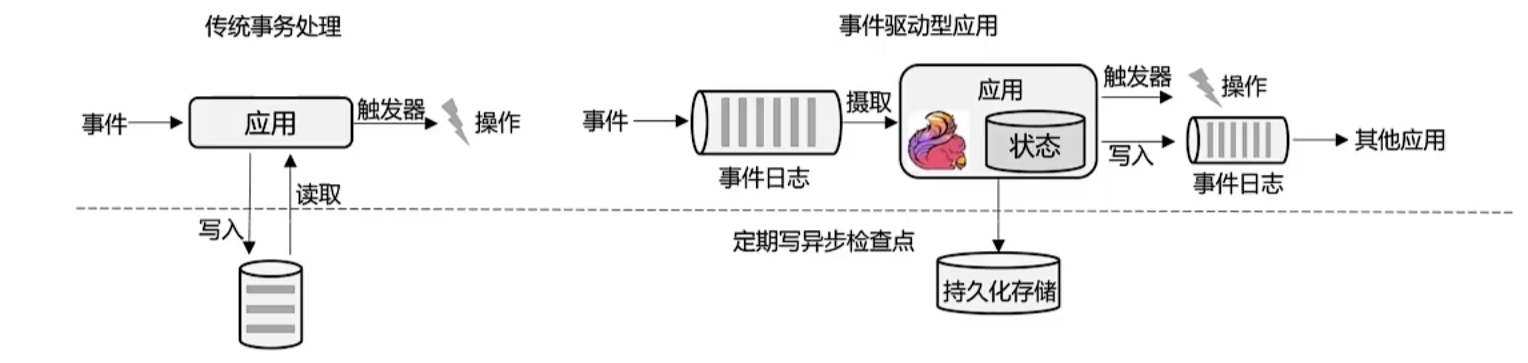 传统事务处理
事件
应用
触发器
操作
写入
读取
事件驱动型应用
事件
事件日志
摄取
应用
状态
触发器
操作
写入
事件日志
其他应用
定期写异步检查点
持久化存储